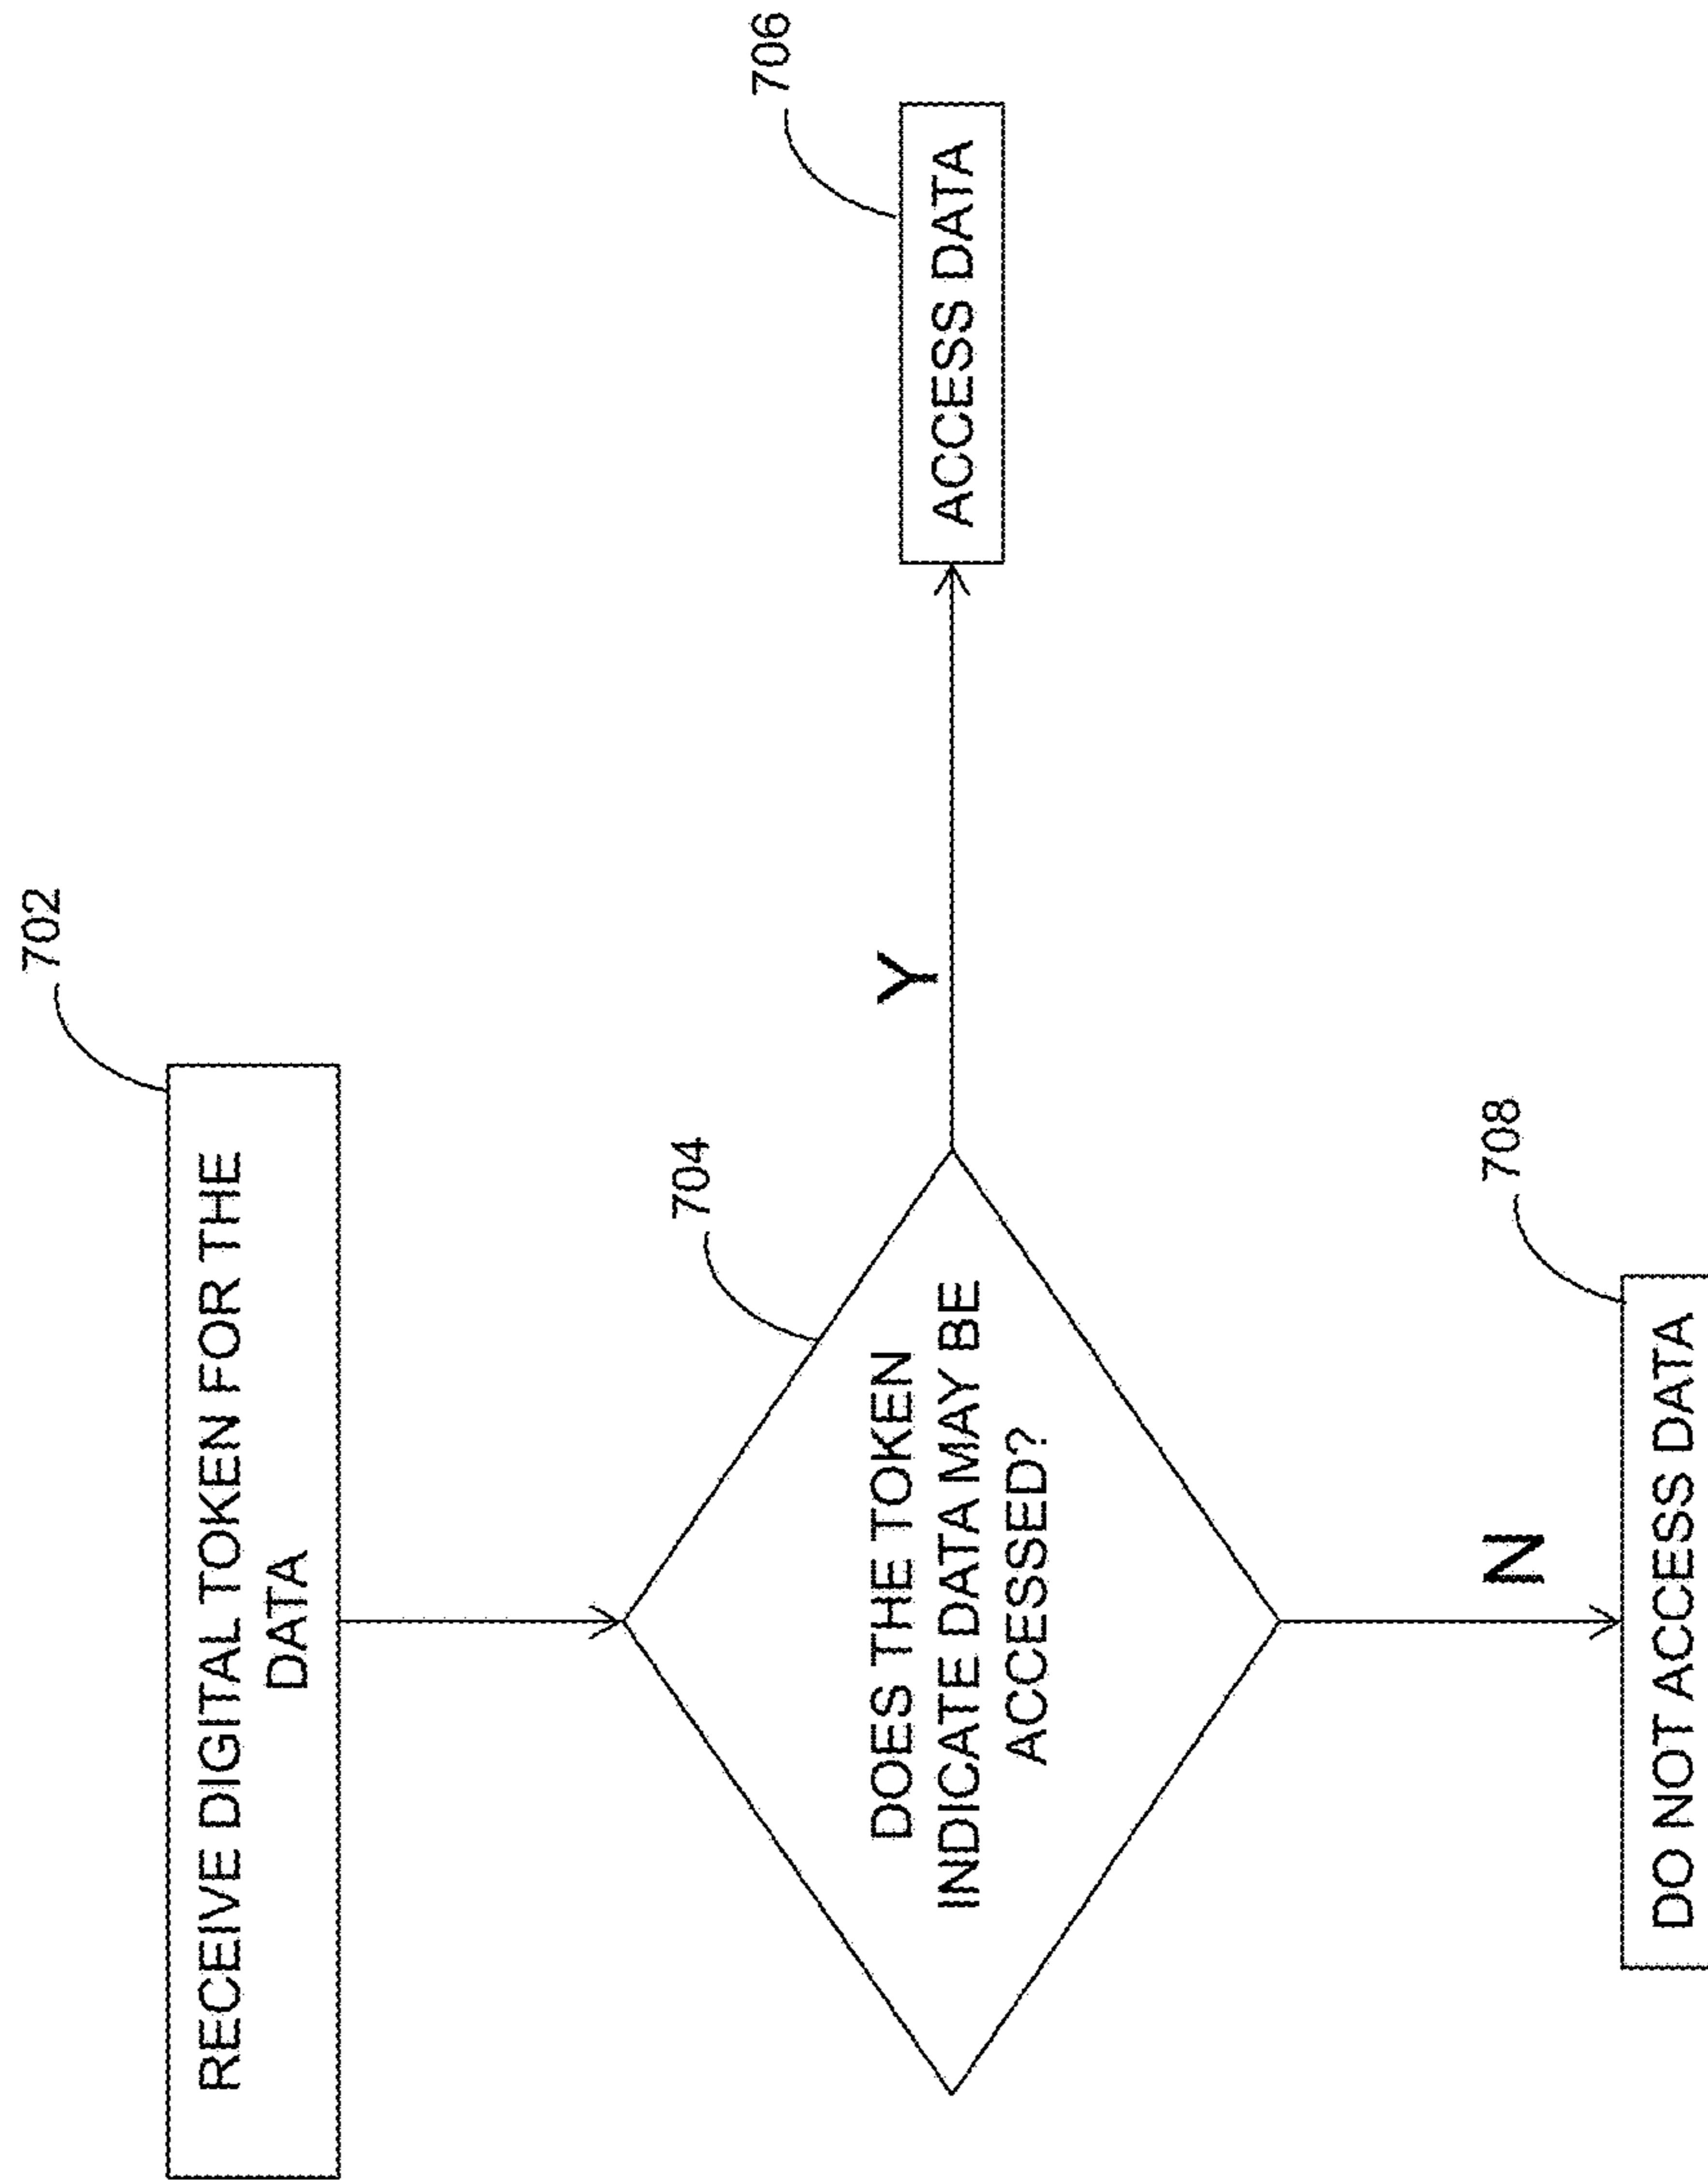 702
RECEIVE DIGITAL TOKEN FOR THE
DATA
704
DOES THE TOKEN
INDICATE DATA MAY BE
ACCESSED?
Y
706
ACCESS DATA
N
708
DO NOT ACCESS DATA